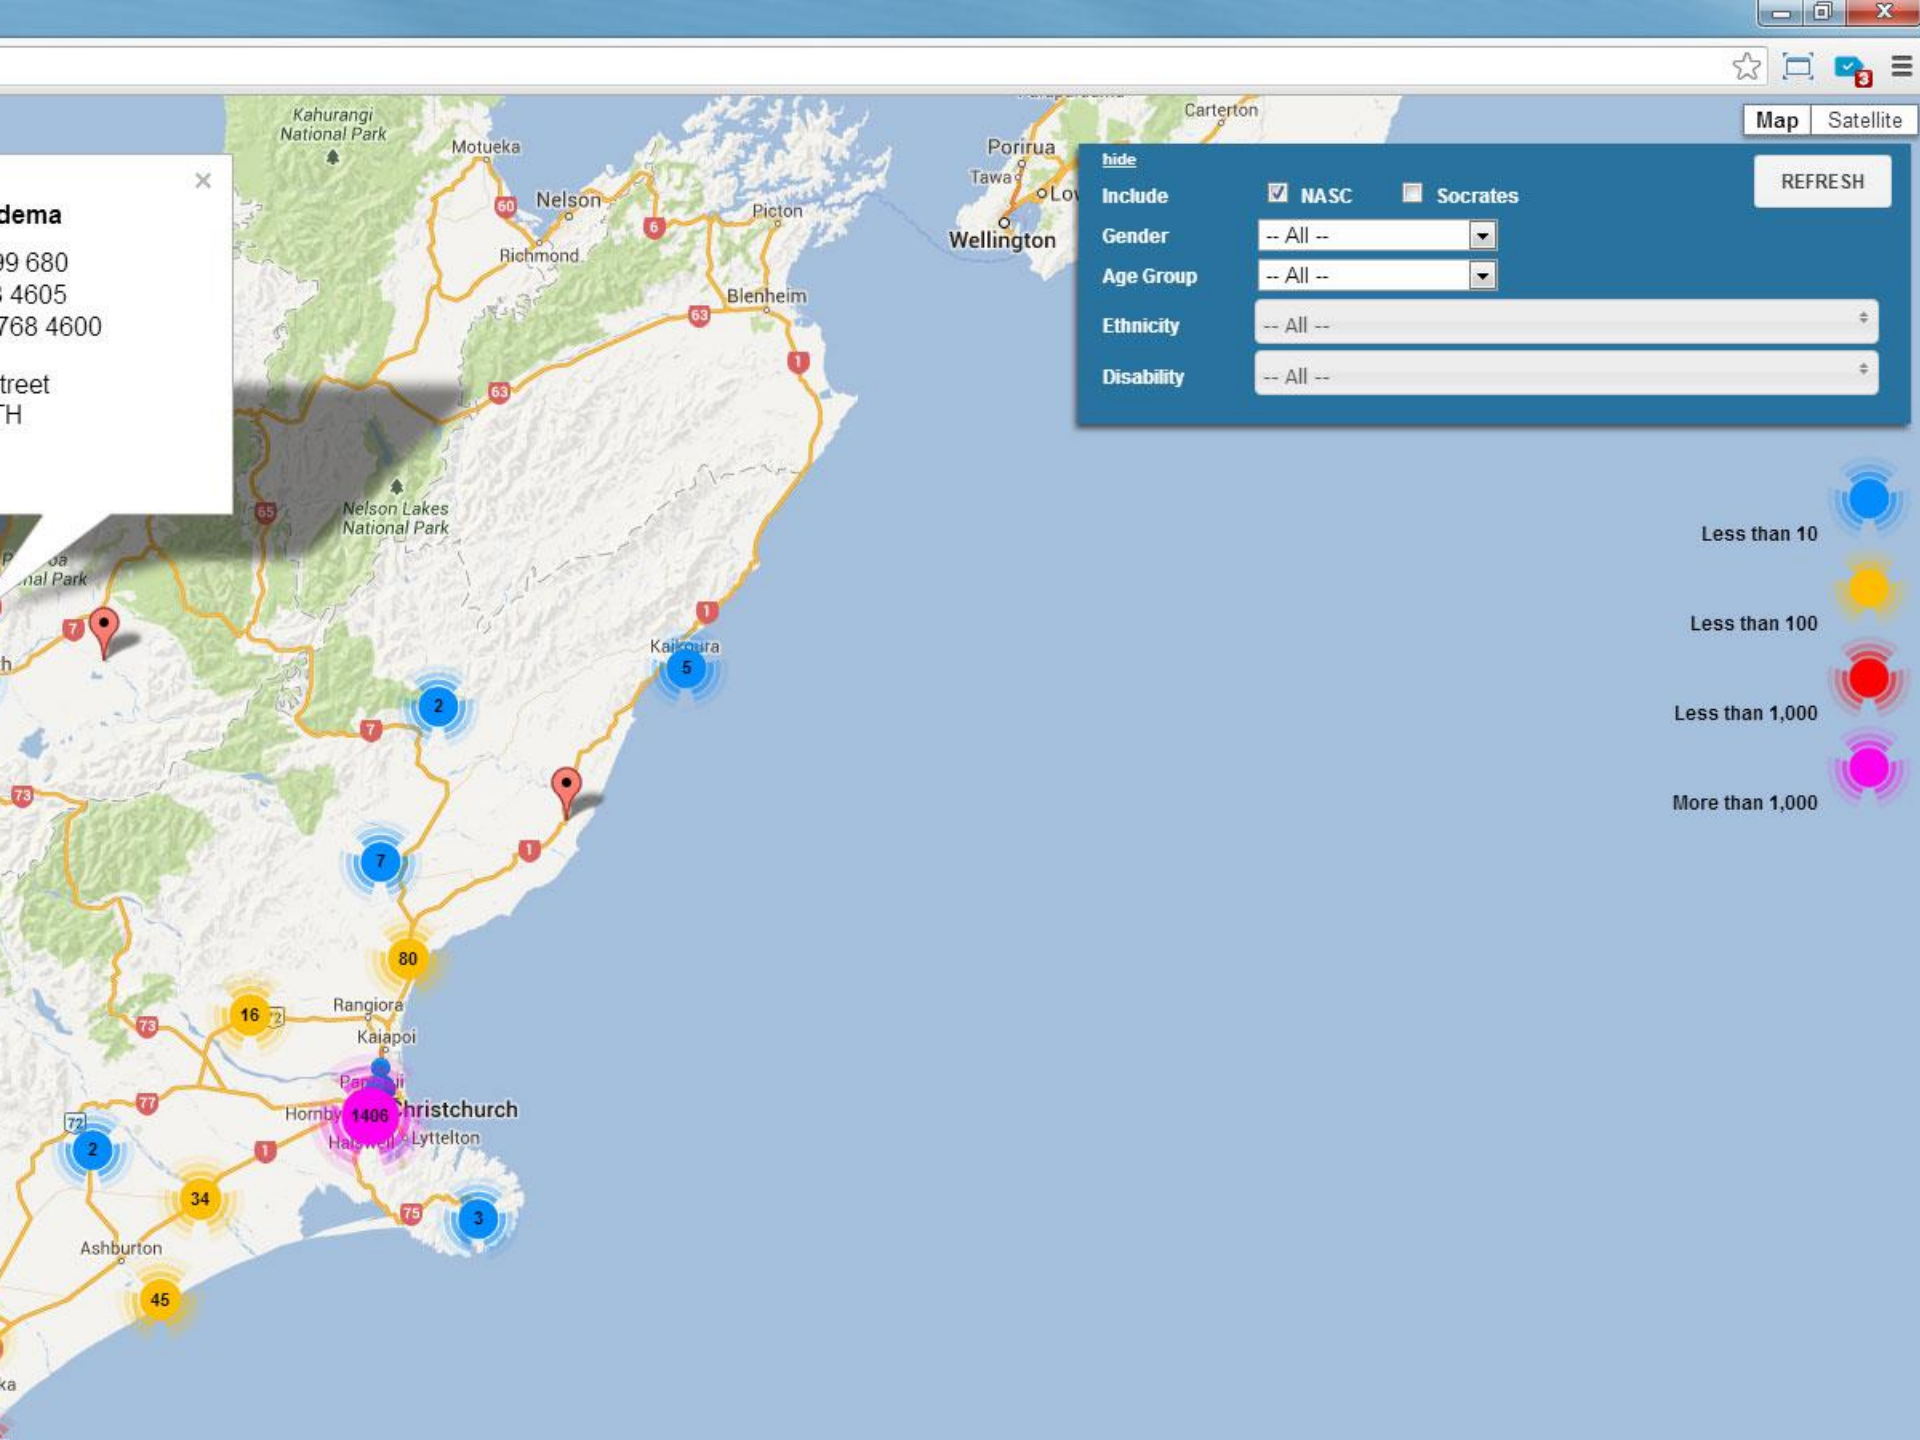 3
Map Satellite
Kahurangi
National Park
Motueka
Nelson
Richmond
Picton
Blenheim
Carterton
Porirua
Tawa
Wellington
hide
REFRESH
Include NASC Socrates
Gender -- All --
Age Group -- All --
Ethnicity -- All --
Disability -- All --
×
dema
99 680
4605
768 4600
treet
TH
60
6
63
1
63
65
Nelson Lakes
National Park
nal Park
7
1
Kaikoura
5
2
7
73
1
7
80
16
Rangiora
Kaiapoi
73
77
72
Hornby
1406
Christchurch
Lyttelton
1
2
34
75
3
Ashburton
45
ka
Less than 10
Less than 100
Less than 1,000
More than 1,000